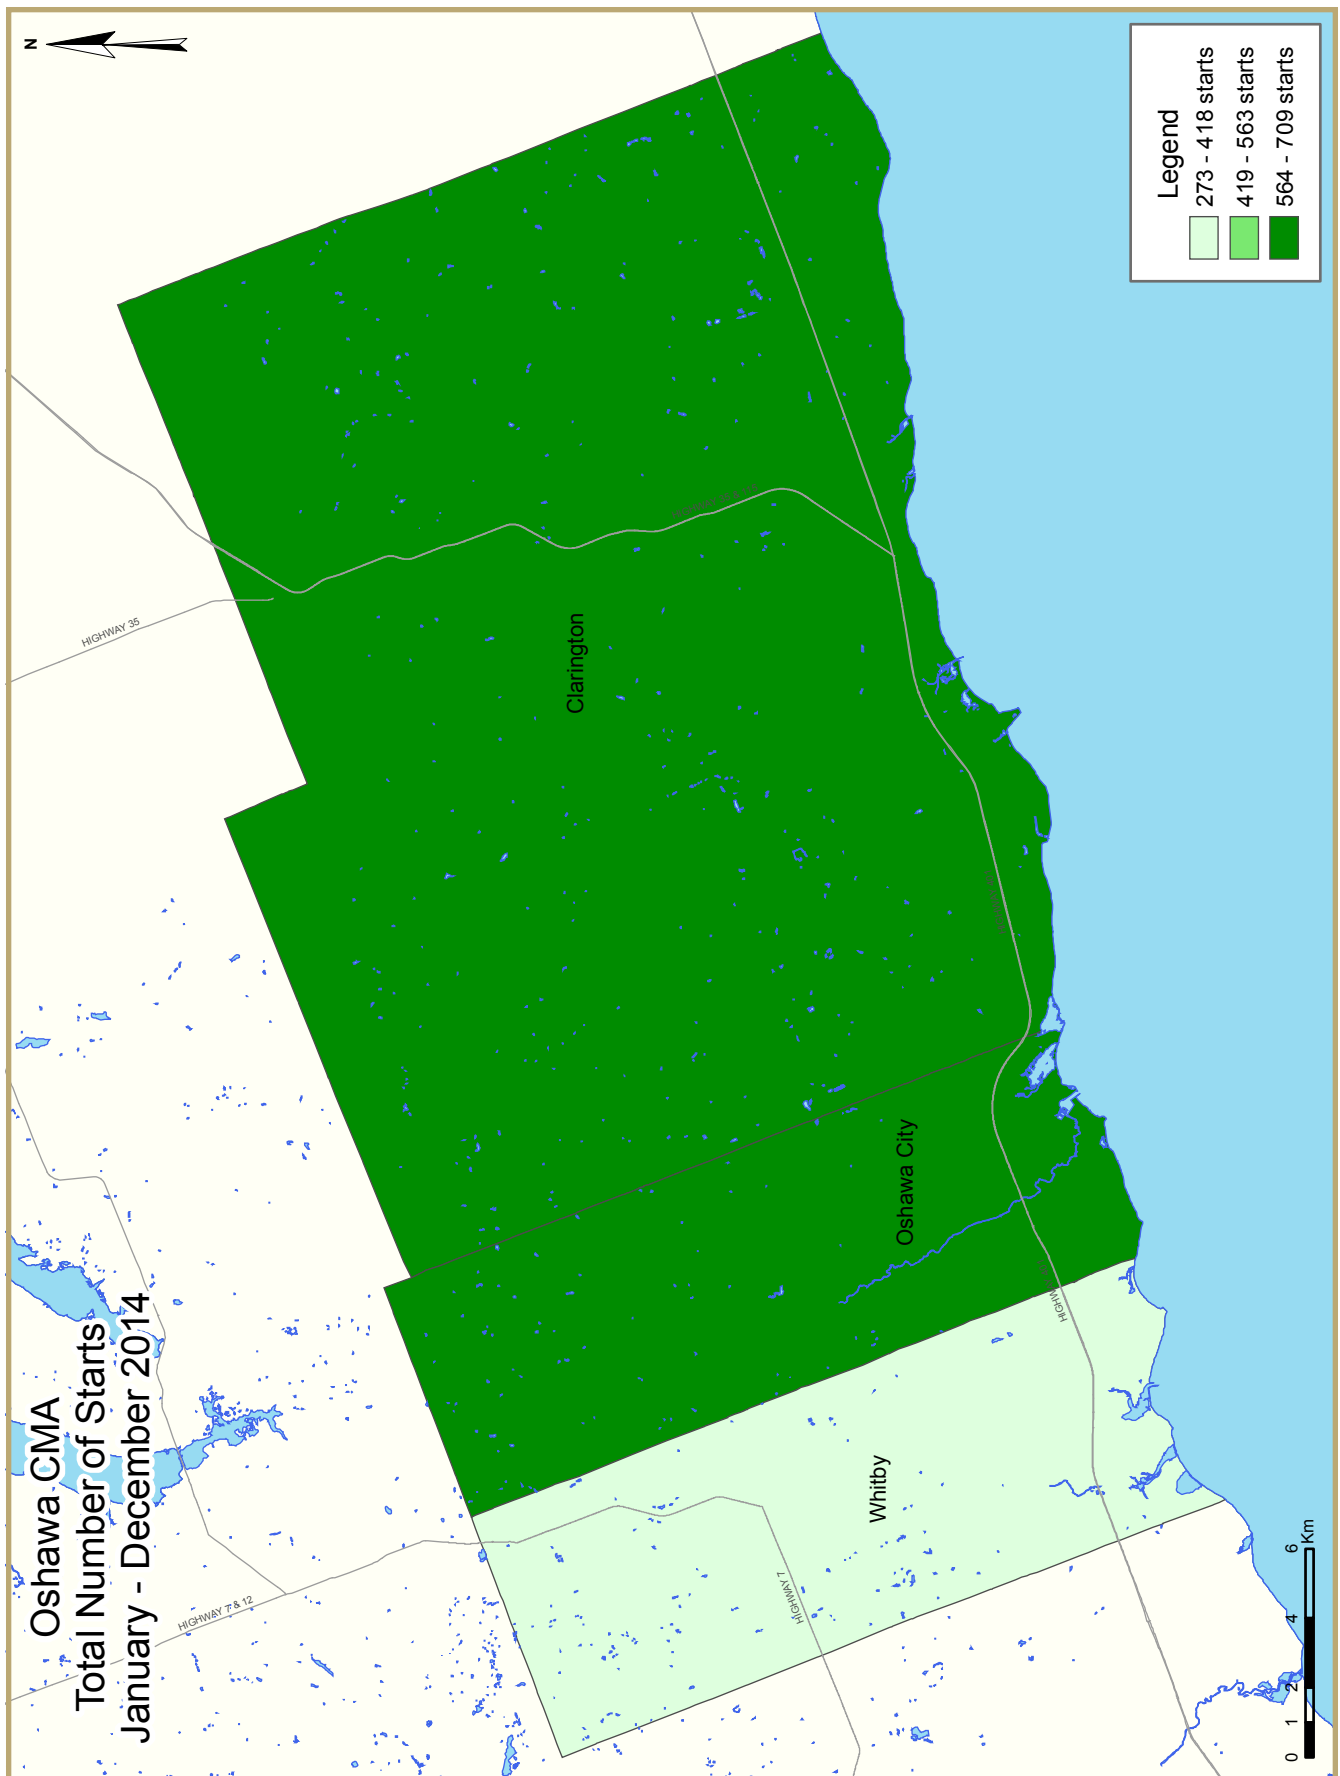 Oshawa CMA
Total Number of Starts
January - December 2014
N
HIGHWAY 7 & 12
HIGHWAY 35
Clarington
Oshawa City
Whitby
HIGHWAY 7
Legend
273 - 418 starts
419 - 563 starts
564 - 709 starts
0 1 2 4 6
Km